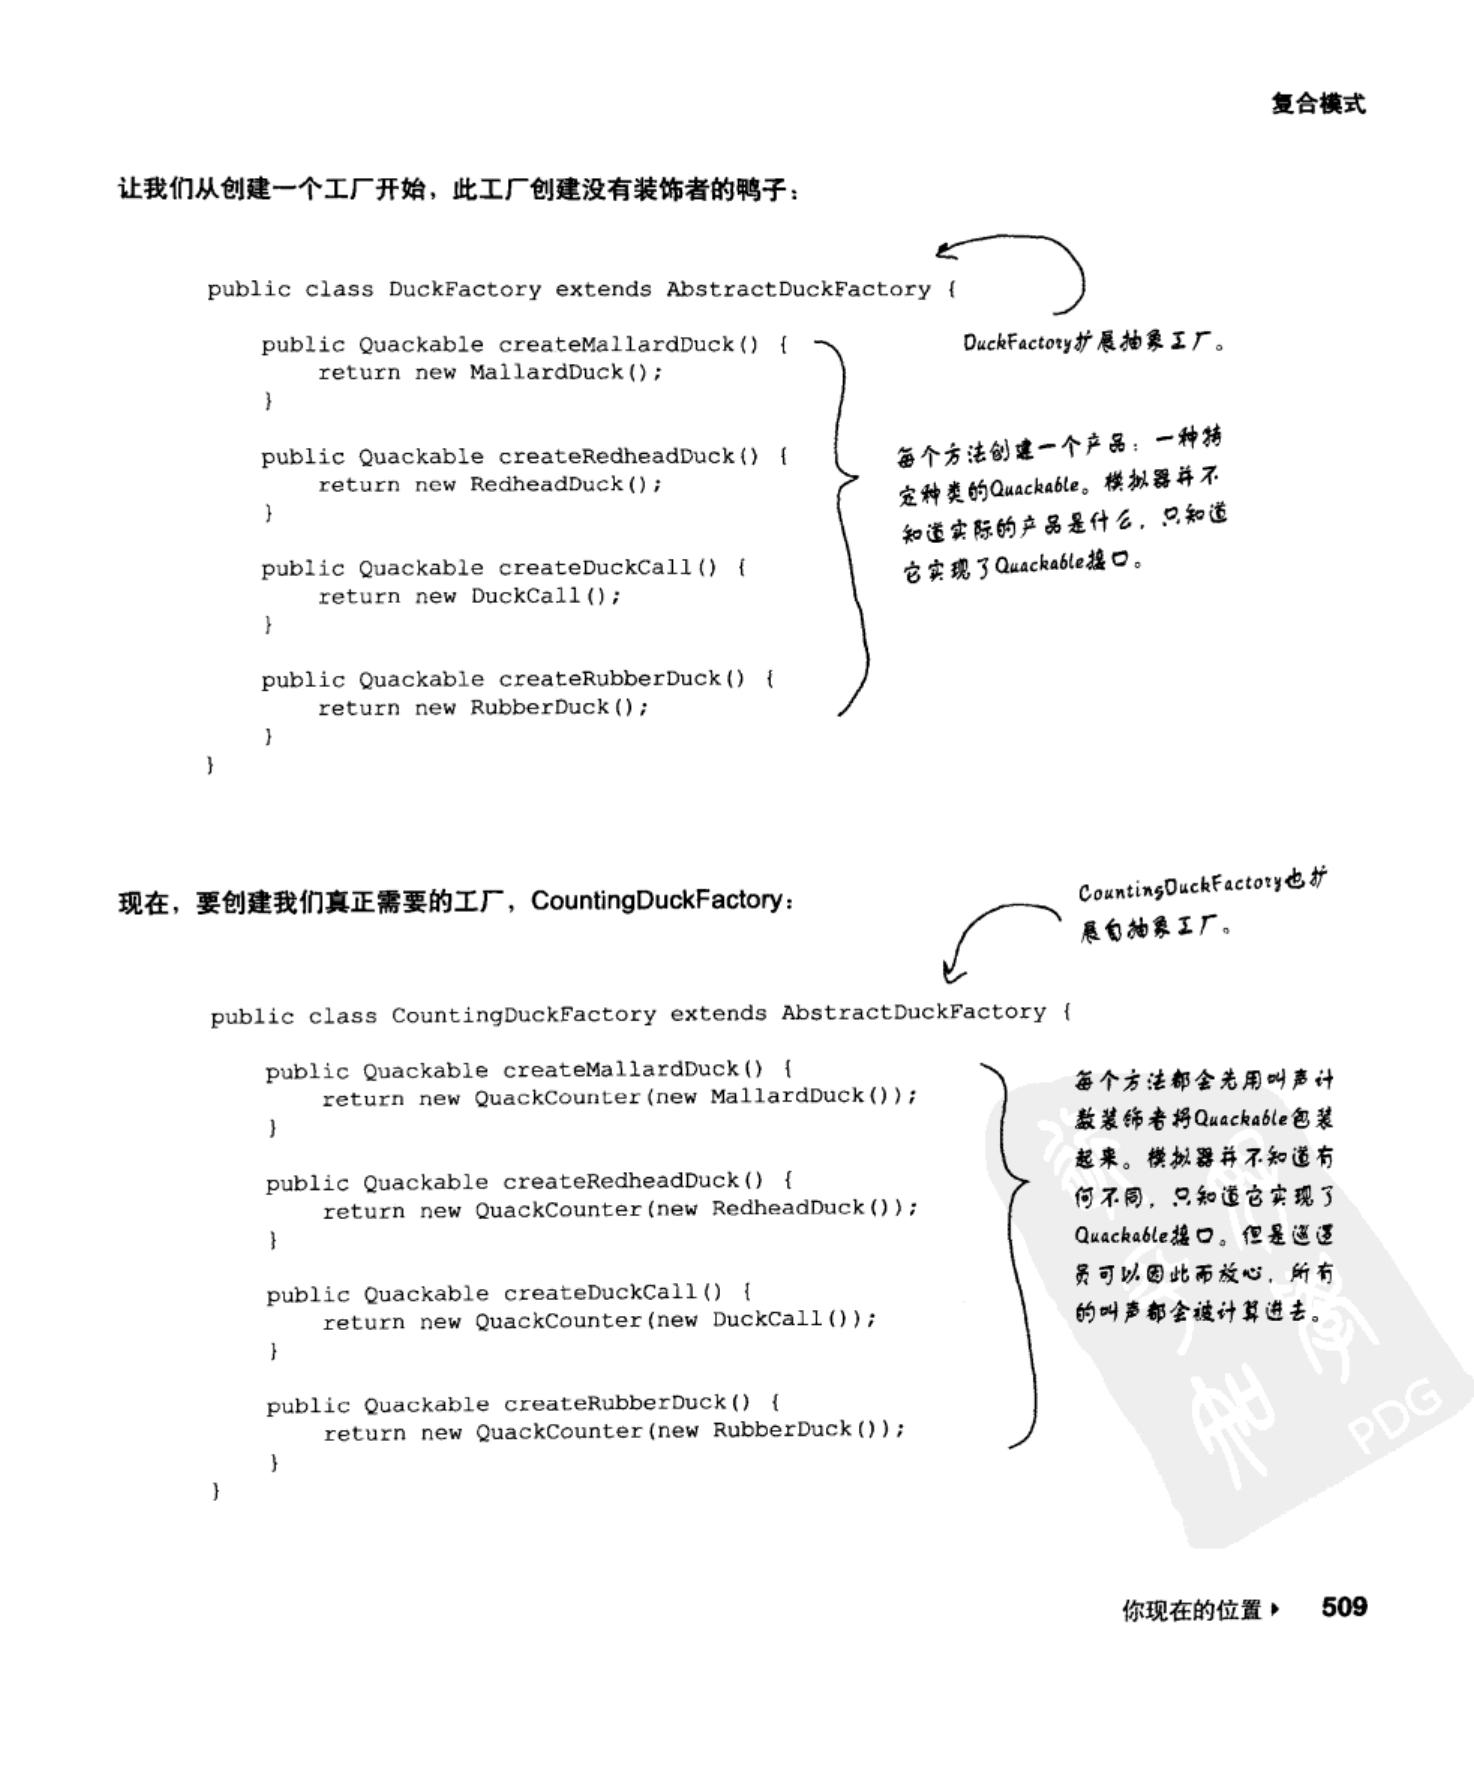 复合模式
让我们从创建一个工厂开始，此工厂创建没有装饰者的鸭子：
public class DuckFactory extends AbstractDuckFactory {
DuckFactory扩展抽象工厂。
public Quackable createMallardDuck() {
return new MallardDuck();
}
public Quackable createRedheadDuck() {
return new RedheadDuck();
}
public Quackable createDuckCall() {
return new DuckCall();
}
public Quackable createRubberDuck() {
return new RubberDuck();
}
}
每个方法创建一个产品：一种特
定种类的Quackable。模拟器并不
知道实际的产品是什么，只知道
它实现了Quackable接口。
现在，要创建我们真正需要的工厂，CountingDuckFactory：
CountingDuckFactory也扩
展自抽象工厂。
public class CountingDuckFactory extends AbstractDuckFactory {
public Quackable createMallardDuck() {
return new QuackCounter(new MallardDuck());
}
public Quackable createRedheadDuck() {
return new QuackCounter(new RedheadDuck());
}
public Quackable createDuckCall() {
return new QuackCounter(new DuckCall());
}
public Quackable createRubberDuck() {
return new QuackCounter(new RubberDuck());
}
}
每个方法都会先用叫声计
数装饰者将Quackable包装
起来。模拟器并不知道有
何不同，只知道它实现了
Quackable接口。但是巡逻
员可以因此而放心，所有
的叫声都会被计算进去。
PDG
你现在的位置▸ 509